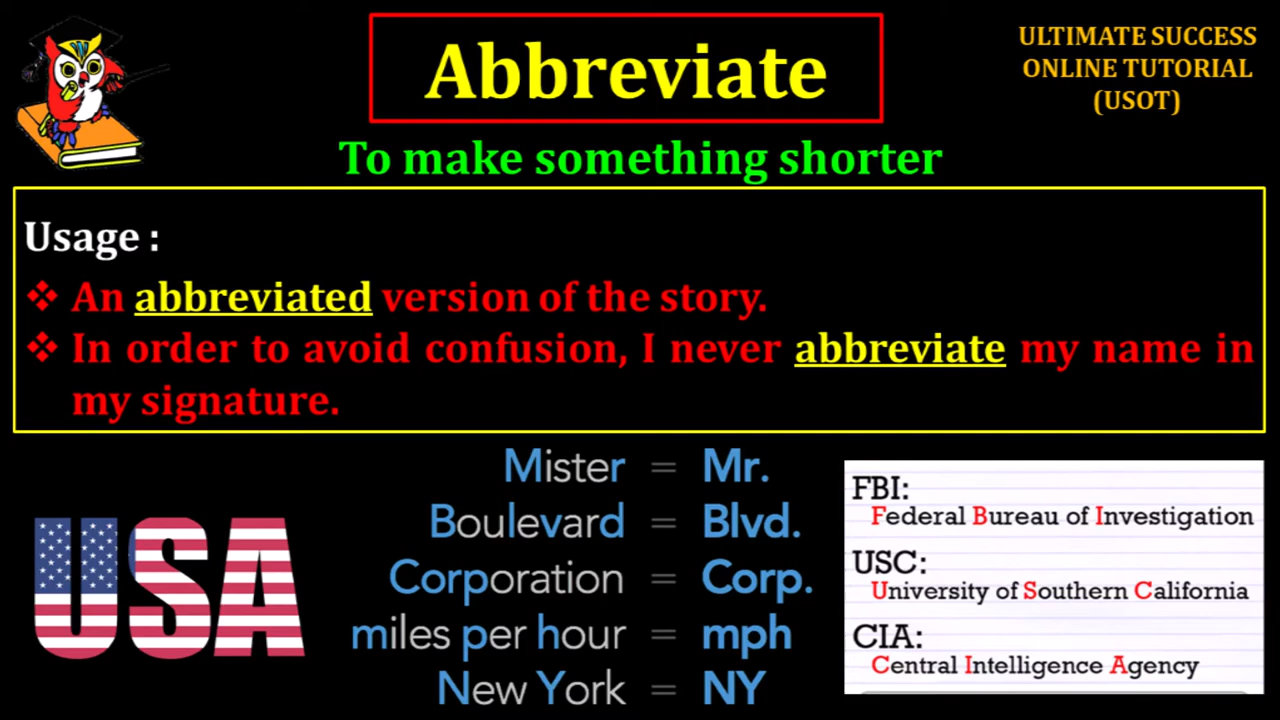 Abbreviate
ULTIMATE SUCCESS
ONLINE TUTORIAL
(USOT)
To make something shorter
Usage :
❖ An abbreviated version of the story.
❖ In order to avoid confusion, I never abbreviate my name in
my signature.
USA
Mister = Mr.
Boulevard = Blvd.
Corporation = Corp.
miles per hour = mph
New York = NY
FBI:
Federal Bureau of Investigation
USC:
University of Southern California
CIA:
Central Intelligence Agency